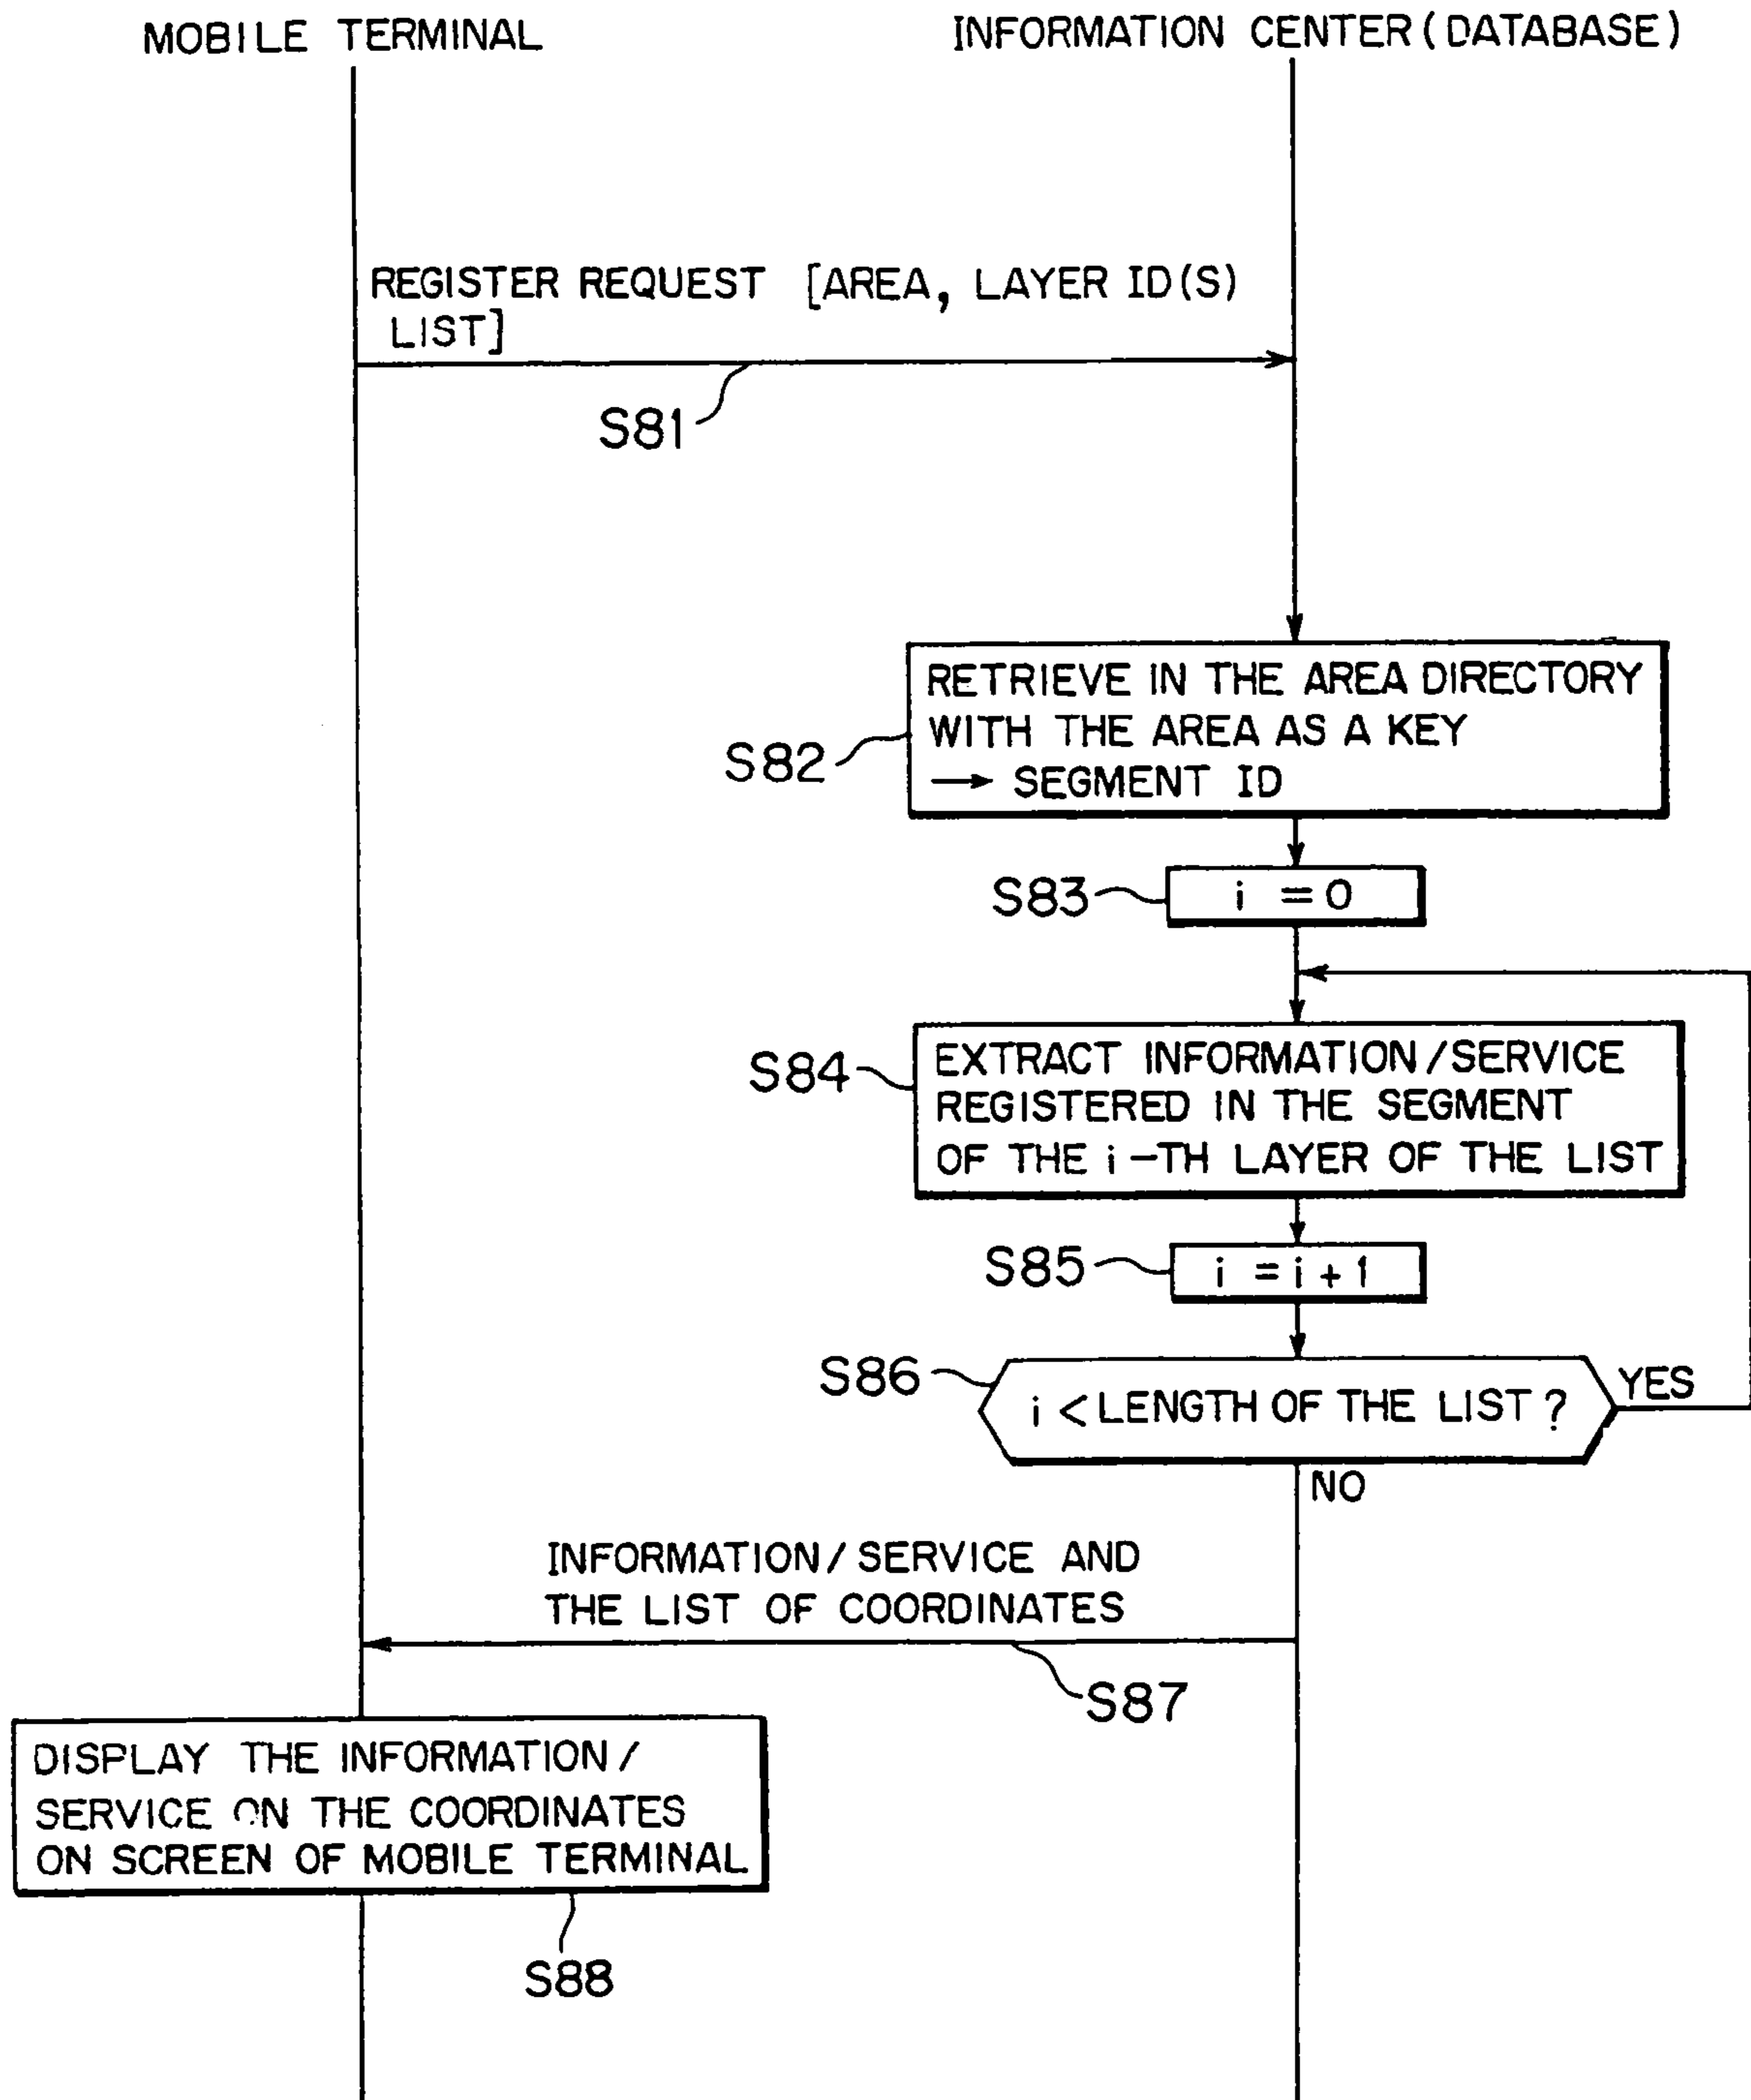 MOBILE TERMINAL
INFORMATION CENTER (DATABASE)
REGISTER REQUEST [AREA, LAYER ID(S)
LIST]
S81
RETRIEVE IN THE AREA DIRECTORY
WITH THE AREA AS A KEY
→ SEGMENT ID
S82
S83
i = 0
S84
EXTRACT INFORMATION/SERVICE
REGISTERED IN THE SEGMENT
OF THE i-TH LAYER OF THE LIST
S85
i = i + 1
S86
i < LENGTH OF THE LIST ?
YES
NO
INFORMATION/SERVICE AND
THE LIST OF COORDINATES
S87
DISPLAY THE INFORMATION/
SERVICE ON THE COORDINATES
ON SCREEN OF MOBILE TERMINAL
S88